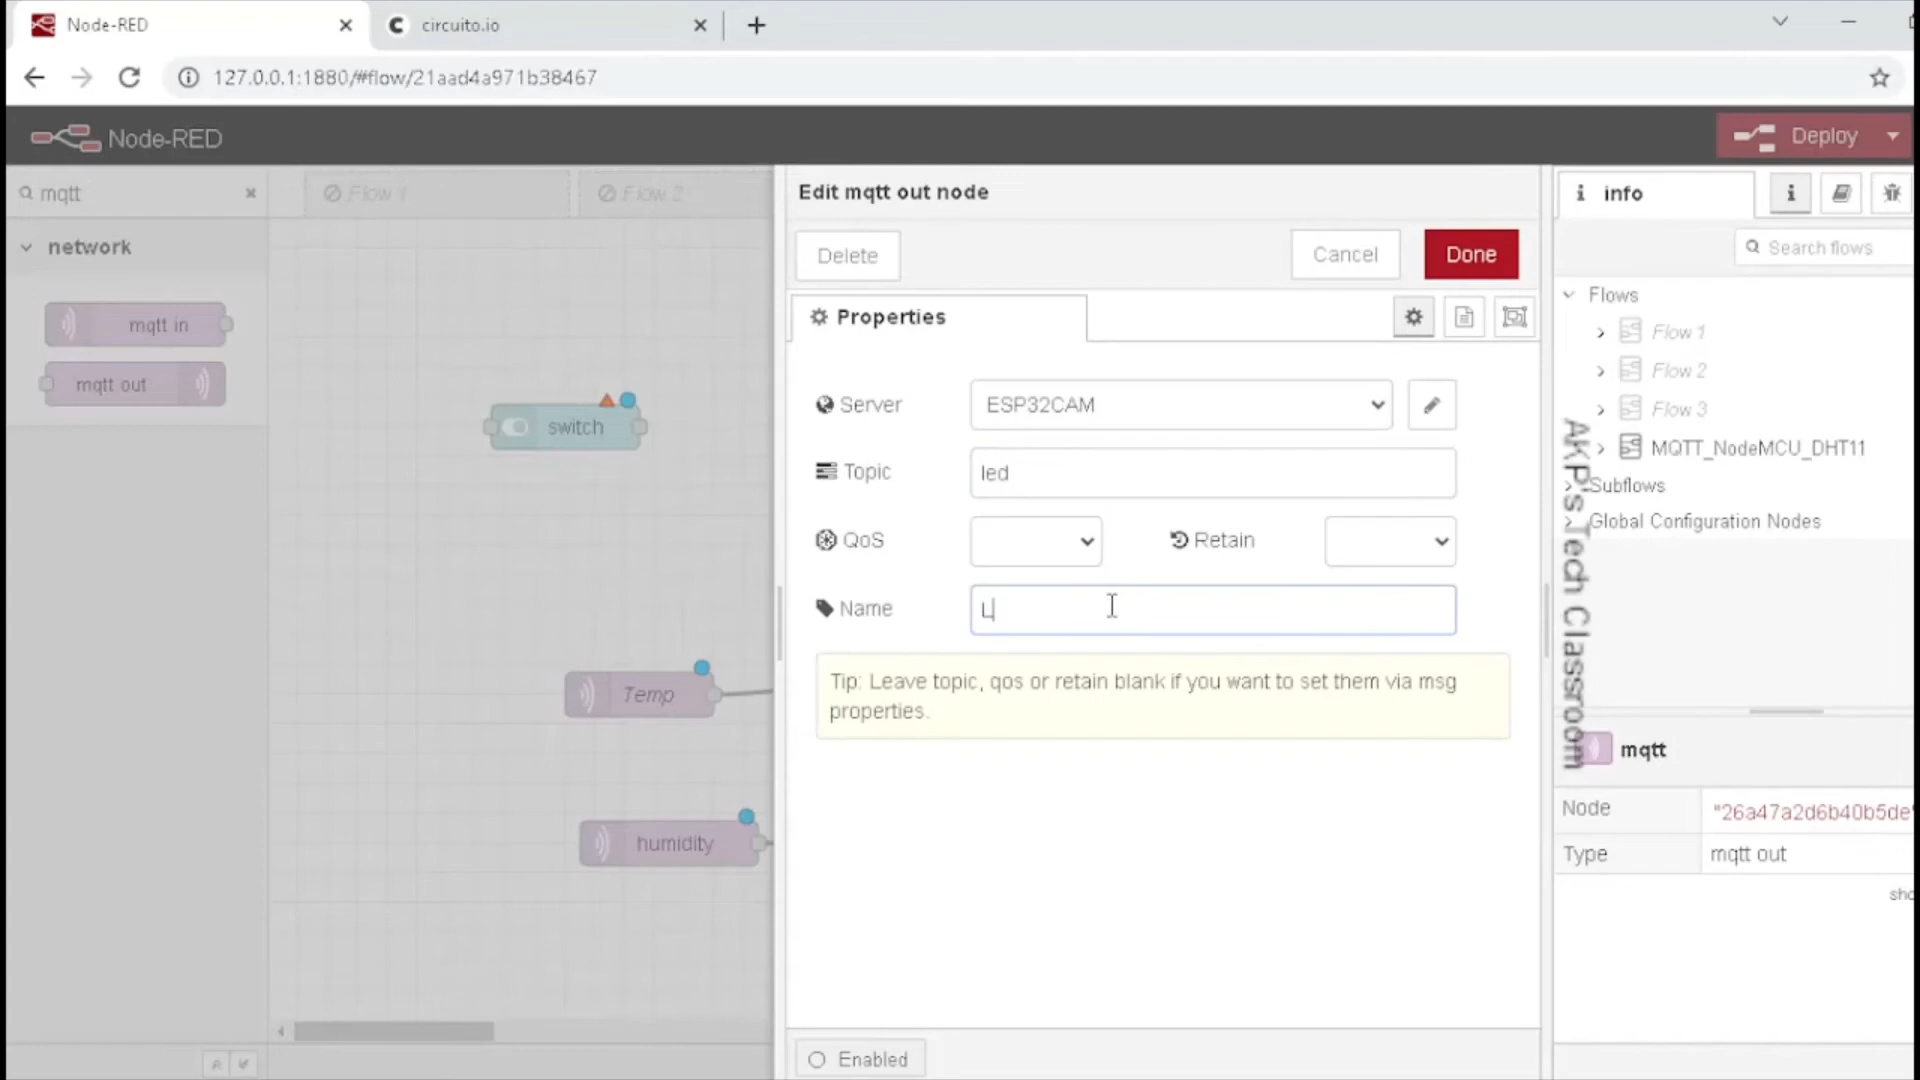 Node-RED
circuito.io
127.0.0.1:1880/#flow/21aad4a971b38467
Node-RED
Deploy
mqtt
Flow 1
Flow 2
Edit mqtt out node
info
network
Delete
Cancel
Done
Search flows
mqtt in
mqtt out
Properties
Flows
Flow 1
Flow 2
Flow 3
MQTT_NodeMCU_DHT11
Subflows
Global Configuration Nodes
switch
Server
ESP32CAM
Topic
led
QoS
Retain
Name
L
Tip: Leave topic, qos or retain blank if you want to set them via msg
properties.
Temp
humidity
AKP's Tech Classroom
mqtt
Node
"26a47a2d6b40b5de"
Type
mqtt out
sho
Enabled